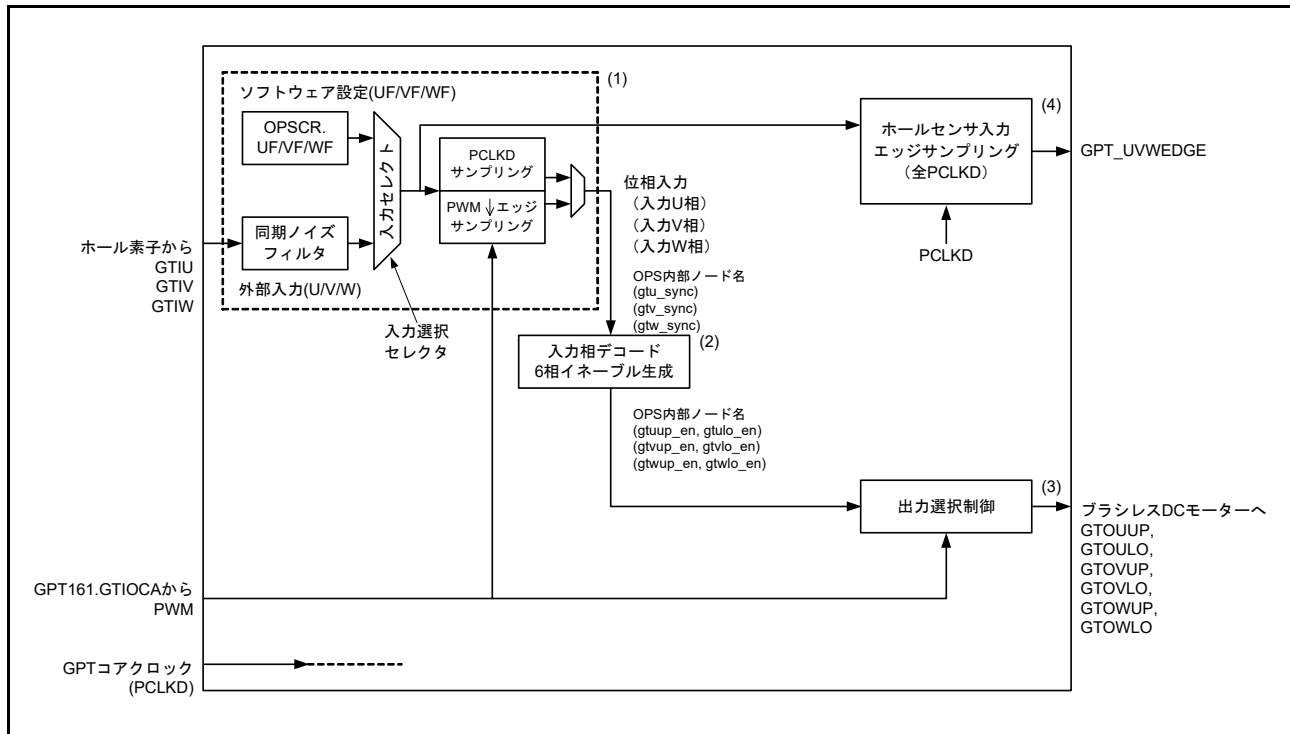 (1)
ソフトウェア設定(UF/VF/WF)
OPSCR.
UF/VF/WF
入力セレクト
PCLKD
サンプリング
PWM↓エッジ
サンプリング
同期ノイズ
フィルタ
外部入力(U/V/W)
ホール素子から
GTIU
GTIV
GTIW
入力選択
セレクタ
位相入力
(入力U相)
(入力V相)
(入力W相)
OPS内部ノード名
(gtu_sync)
(gtv_sync)
(gtw_sync)
(4)
ホールセンサ入力
エッジサンプリング
(全PCLKD)
GPT_UVWEDGE
PCLKD
(2)
入力相デコード
6相イネーブル生成
OPS内部ノード名
(gtuup_en, gtulo_en)
(gtvup_en, gtvlo_en)
(gtwup_en, gtwlo_en)
(3)
出力選択制御
ブラシレスDCモーターへ
GTOUUP,
GTOULO,
GTOVUP,
GTOVLO,
GTOWUP,
GTOWLO
GPT161.GTIOCAから
PWM
GPTコアクロック
(PCLKD)